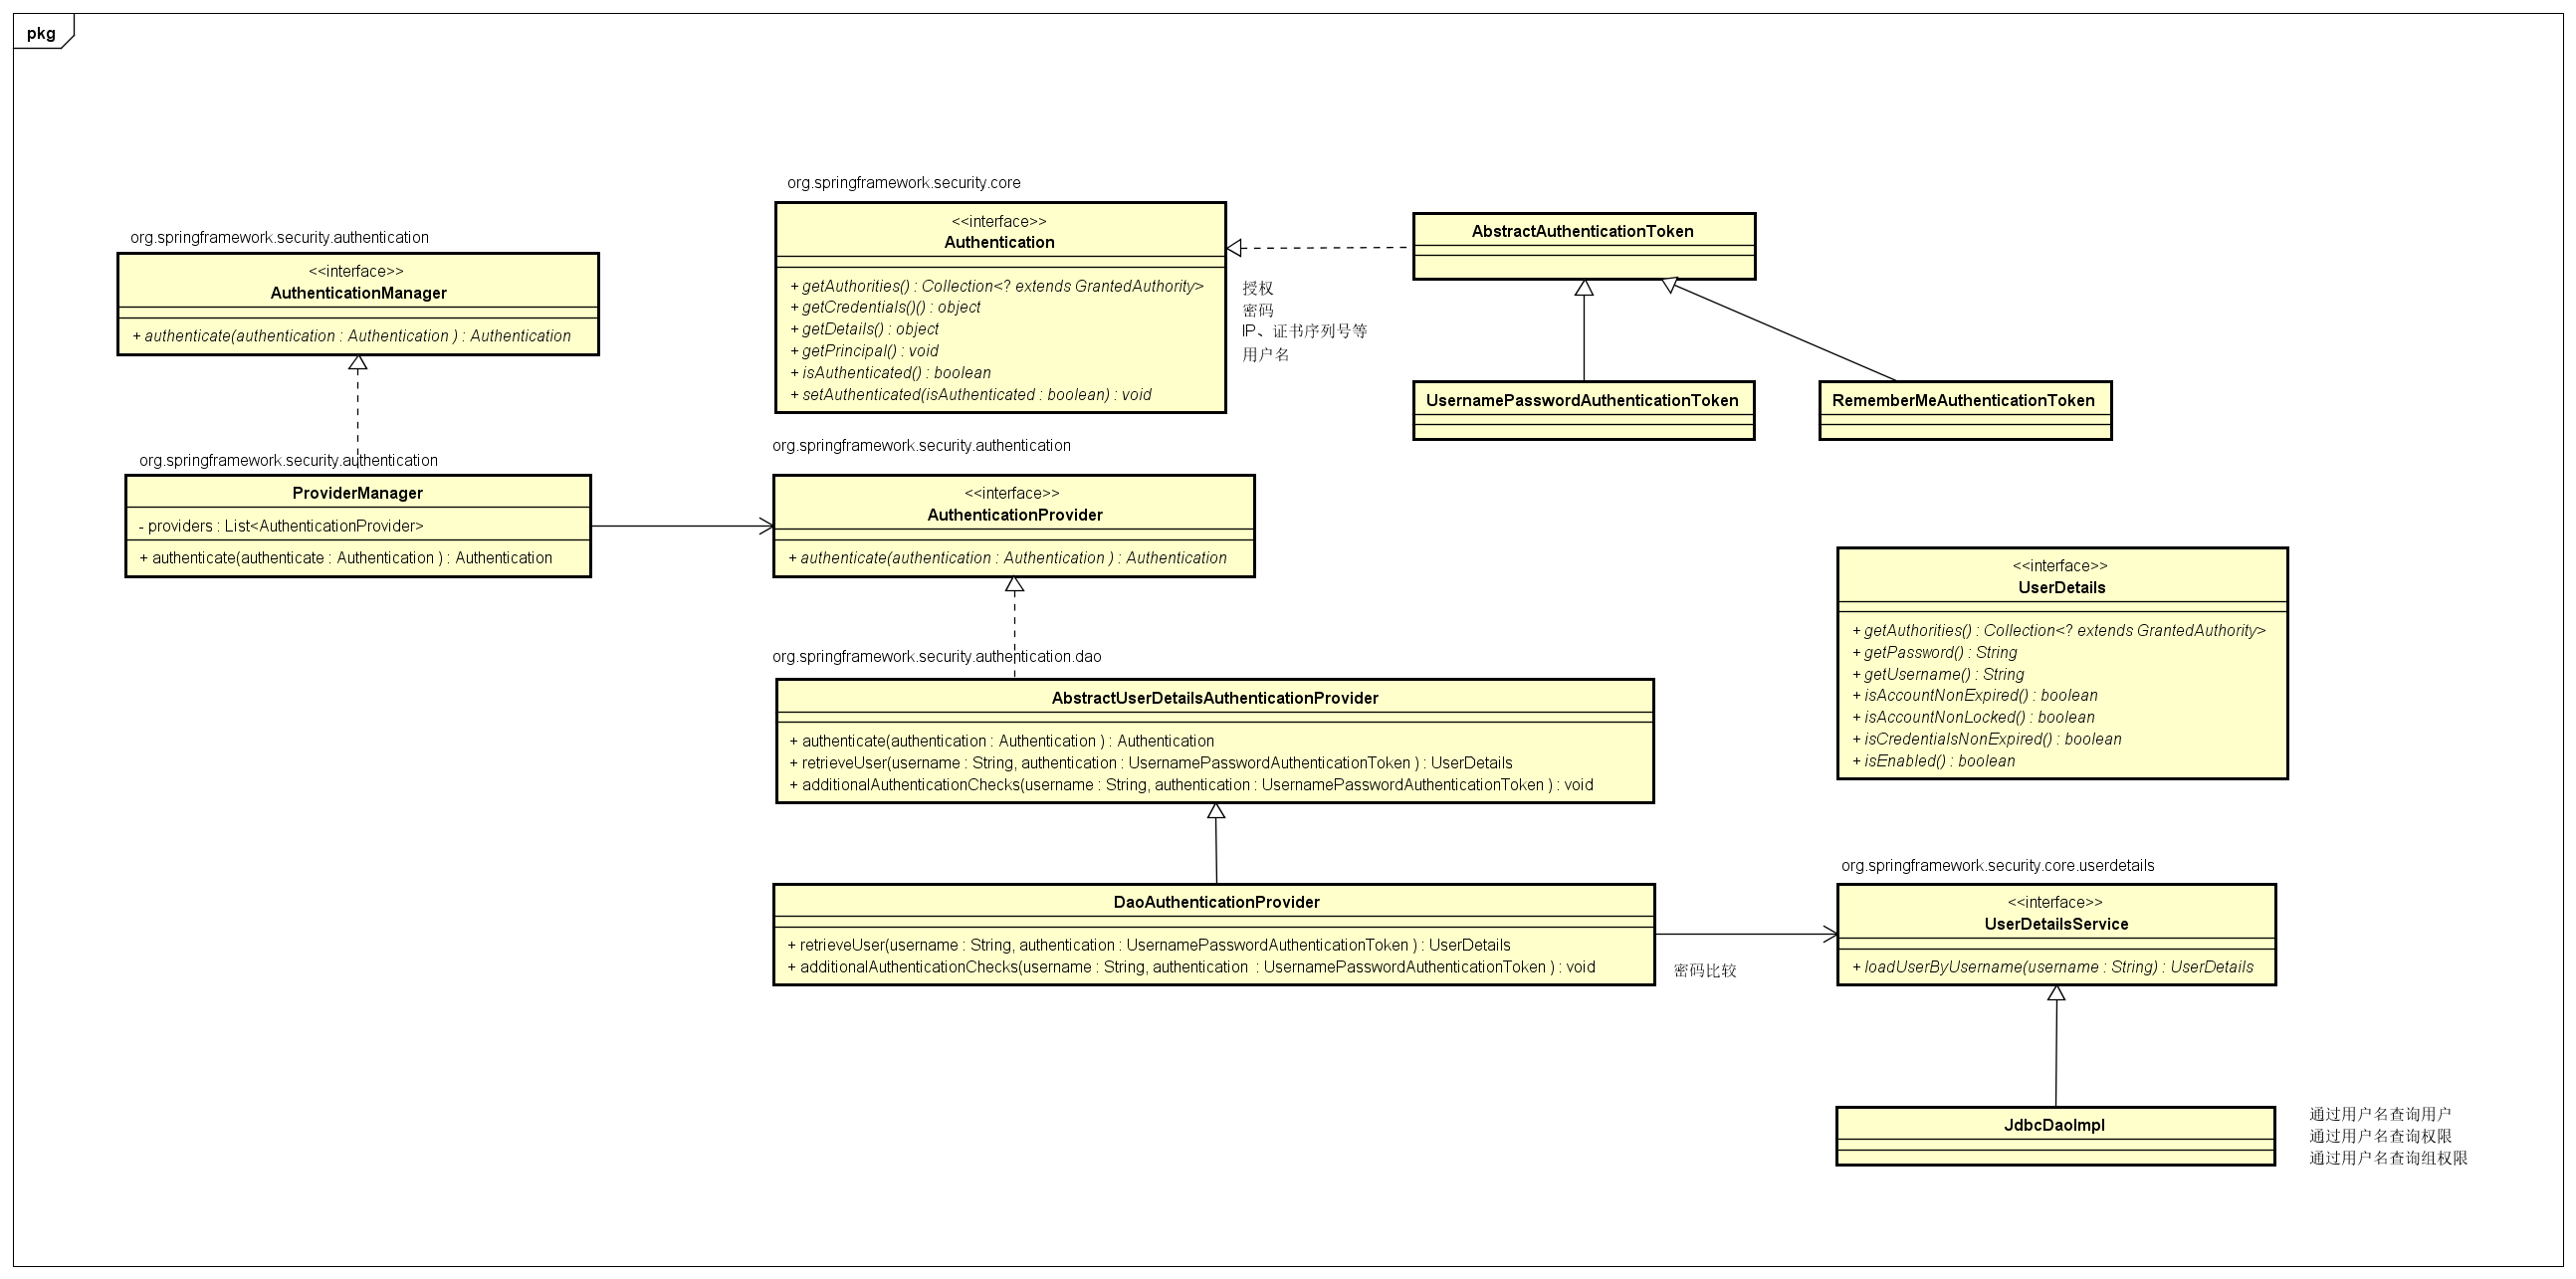 pkg
org.springframework.security.authentication
<<interface>>
AuthenticationManager
+ authenticate(authentication : Authentication ) : Authentication
org.springframework.security.authentication
ProviderManager
- providers : List<AuthenticationProvider>
+ authenticate(authenticate : Authentication ) : Authentication
org.springframework.security.core
<<interface>>
Authentication
+ getAuthorities() : Collection<? extends GrantedAuthority>
+ getCredentials()() : object
+ getDetails() : object
+ getPrincipal() : void
+ isAuthenticated() : boolean
+ setAuthenticated(isAuthenticated : boolean) : void
授权
密码
IP、证书序列号等
用户名
AbstractAuthenticationToken
UsernamePasswordAuthenticationToken
RememberMeAuthenticationToken
org.springframework.security.authentication
<<interface>>
AuthenticationProvider
+ authenticate(authentication : Authentication ) : Authentication
org.springframework.security.authentication.dao
AbstractUserDetailsAuthenticationProvider
+ authenticate(authentication : Authentication ) : Authentication
+ retrieveUser(username : String, authentication : UsernamePasswordAuthenticationToken ) : UserDetails
+ additionalAuthenticationChecks(username : String, authentication : UsernamePasswordAuthenticationToken ) : void
DaoAuthenticationProvider
+ retrieveUser(username : String, authentication : UsernamePasswordAuthenticationToken ) : UserDetails
+ additionalAuthenticationChecks(username : String, authentication : UsernamePasswordAuthenticationToken ) : void
密码比较
<<interface>>
UserDetails
+ getAuthorities() : Collection<? extends GrantedAuthority>
+ getPassword() : String
+ getUsername() : String
+ isAccountNonExpired() : boolean
+ isAccountNonLocked() : boolean
+ isCredentialsNonExpired() : boolean
+ isEnabled() : boolean
org.springframework.security.core.userdetails
<<interface>>
UserDetailsService
+ loadUserByUsername(username : String) : UserDetails
JdbcDaoImpl
通过用户名查询用户
通过用户名查询权限
通过用户名查询组权限